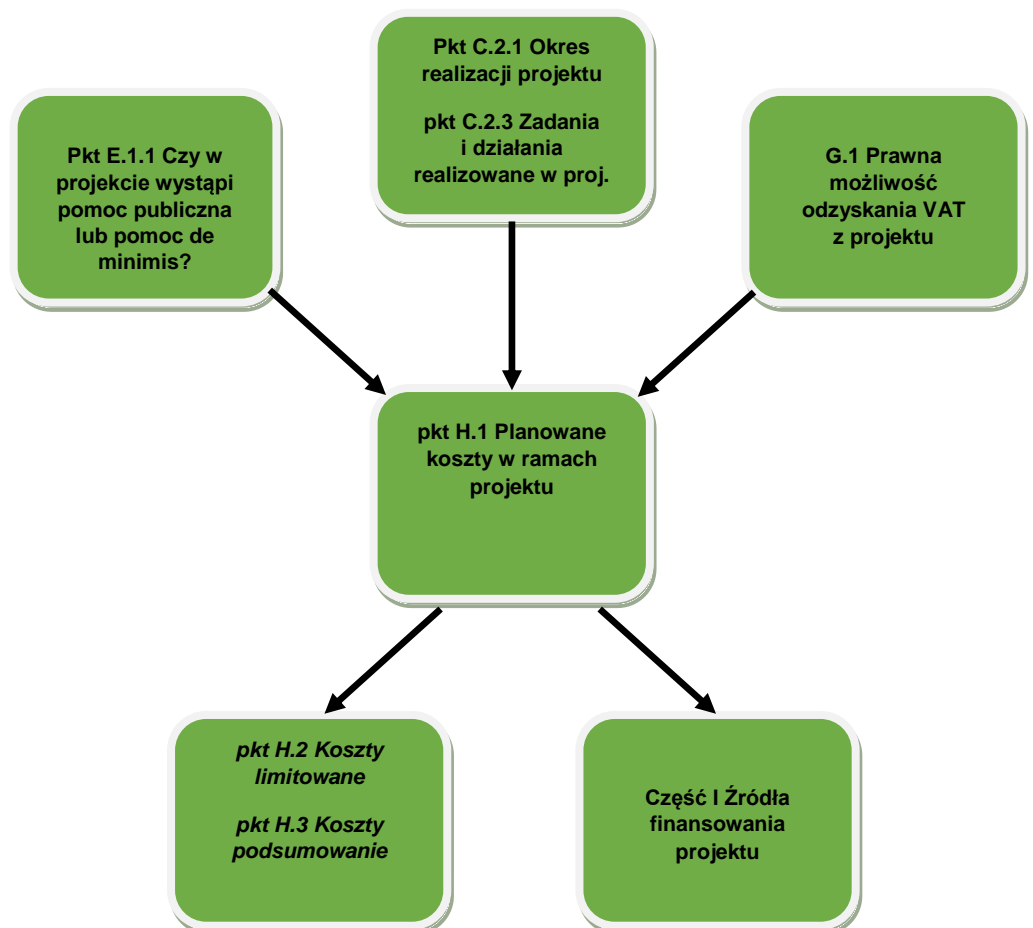 Pkt C.2.1 Okres
realizacji projektu
pkt C.2.3 Zadania
i działania
realizowane w proj.
Pkt E.1.1 Czy w
projekcie wystąpi
pomoc publiczna
lub pomoc de
minimis?
G.1 Prawna
możliwość
odzyskania VAT
z projektu
pkt H.1 Planowane
koszty w ramach
projektu
pkt H.2 Koszty
limitowane
pkt H.3 Koszty
podsumowanie
Część I Źródła
finansowania
projektu